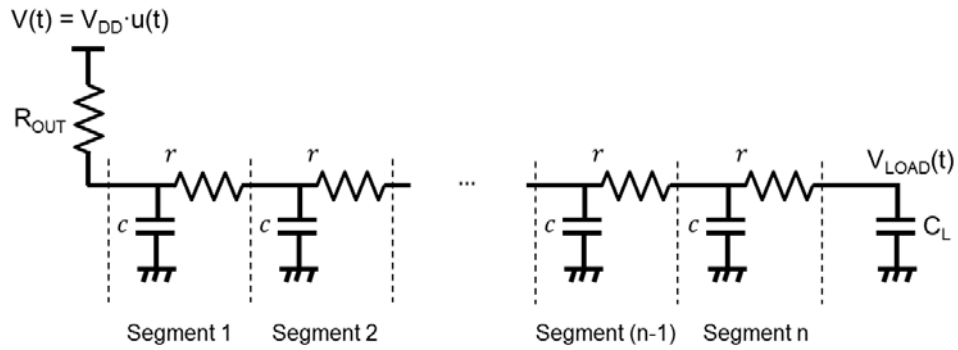 V(t) = V_DD·u(t)
R_OUT
r r ... r r V_LOAD(t)
c c c c C_L
Segment 1 Segment 2 Segment (n-1) Segment n